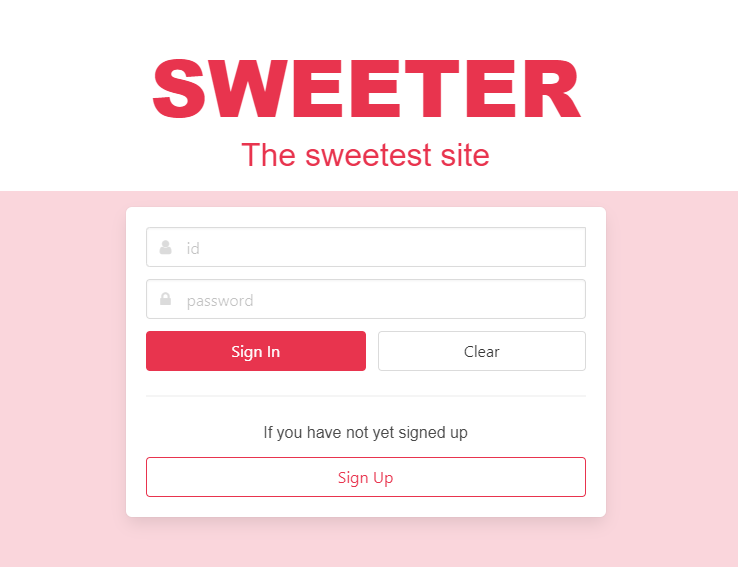 SWEETER
The sweetest site
id
password
Sign In
Clear
If you have not yet signed up
Sign Up